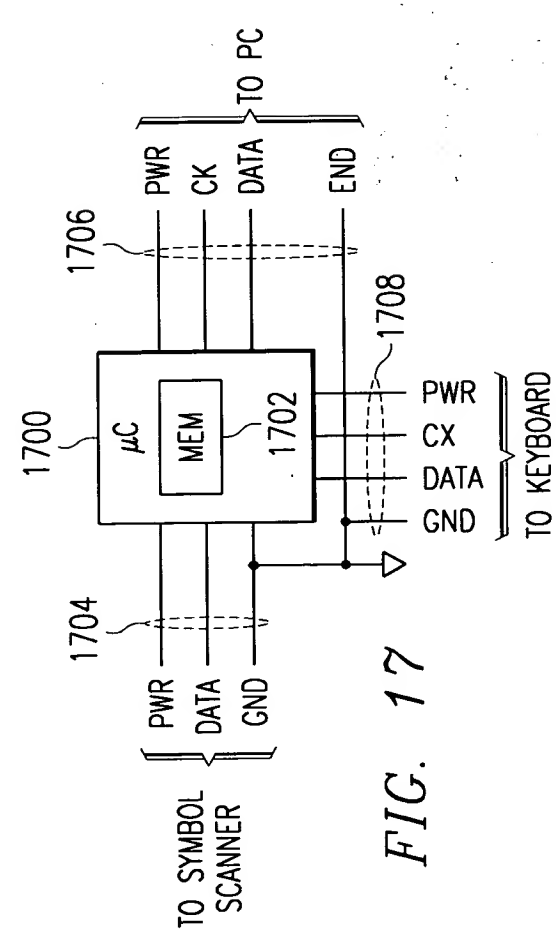 1700
µC
MEM
1702
1704
PWR
DATA
GND
TO SYMBOL
SCANNER
1706
PWR
CK
DATA
END
TO PC
1708
GND
DATA
CX
PWR
TO KEYBOARD
FIG. 17